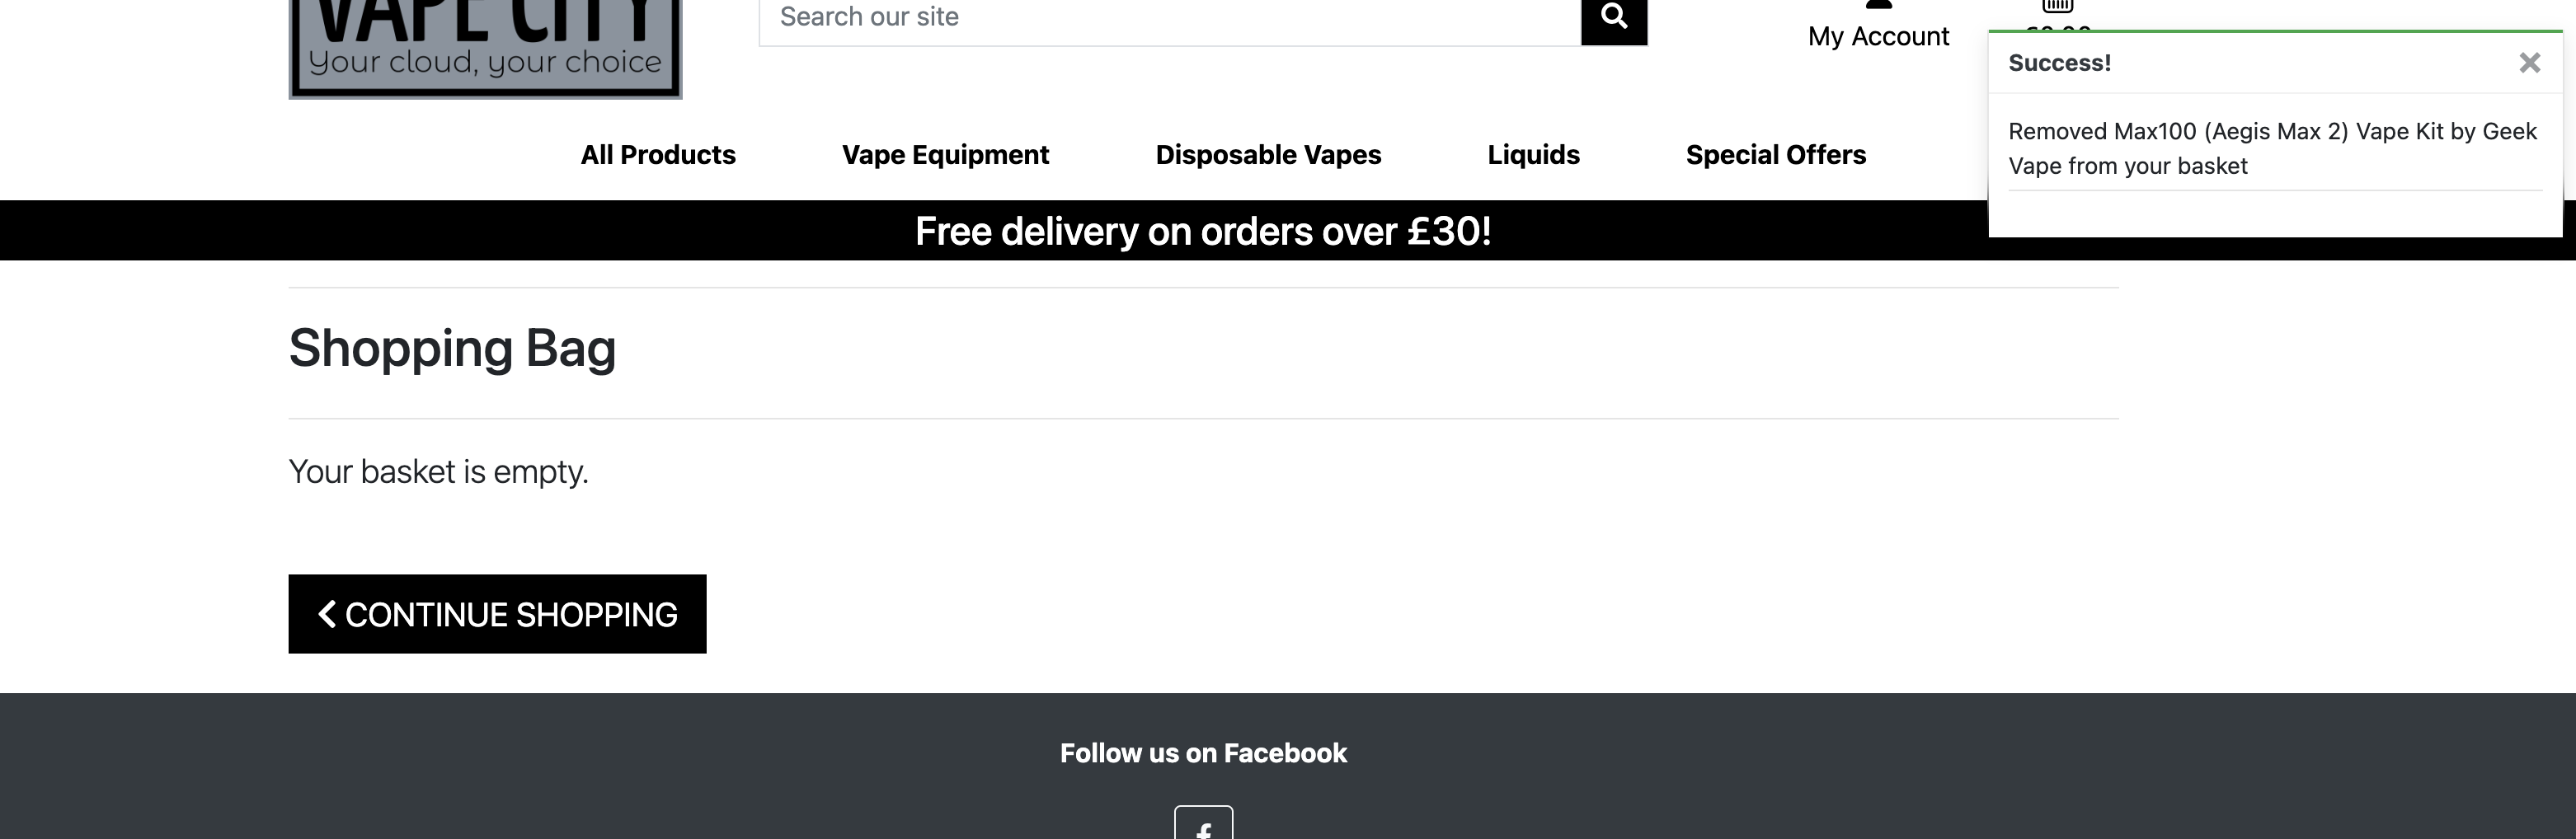 VAPE CITY
Your cloud, your choice
Search our site
My Account
Success!
Removed Max100 (Aegis Max 2) Vape Kit by Geek
Vape from your basket
All Products
Vape Equipment
Disposable Vapes
Liquids
Special Offers
Free delivery on orders over £30!
Shopping Bag
Your basket is empty.
CONTINUE SHOPPING
Follow us on Facebook